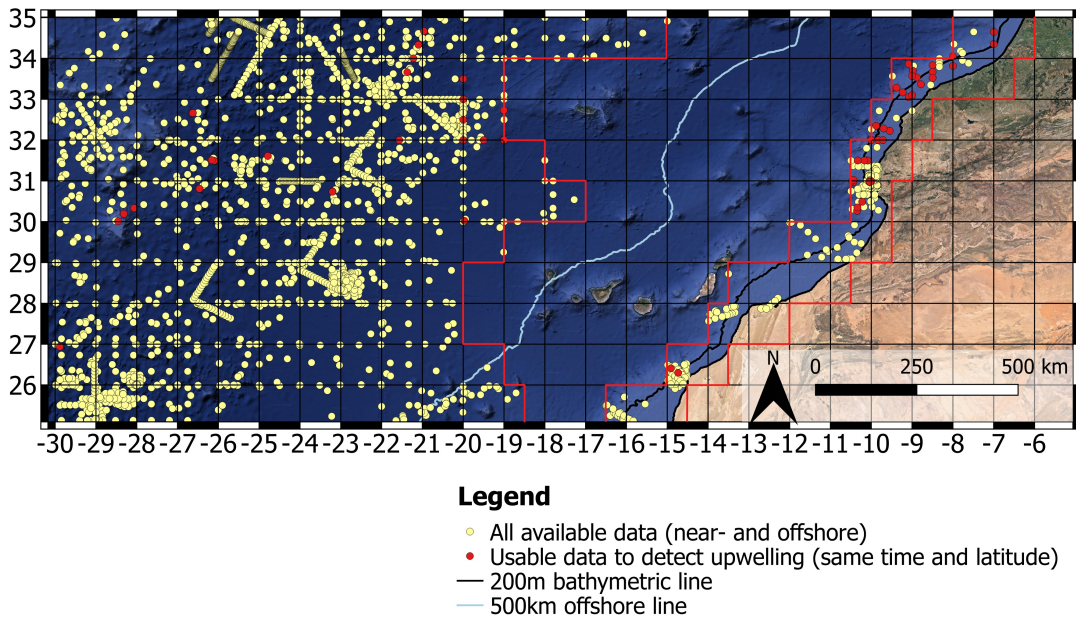 35
34
33
32
31
30
29
28
27
26
N
0 250 500 km
-30 -29 -28 -27 -26 -25 -24 -23 -22 -21 -20 -19 -18 -17 -16 -15 -14 -13 -12 -11 -10 -9 -8 -7 -6
Legend
All available data (near- and offshore)
Usable data to detect upwelling (same time and latitude)
200m bathymetric line
500km offshore line